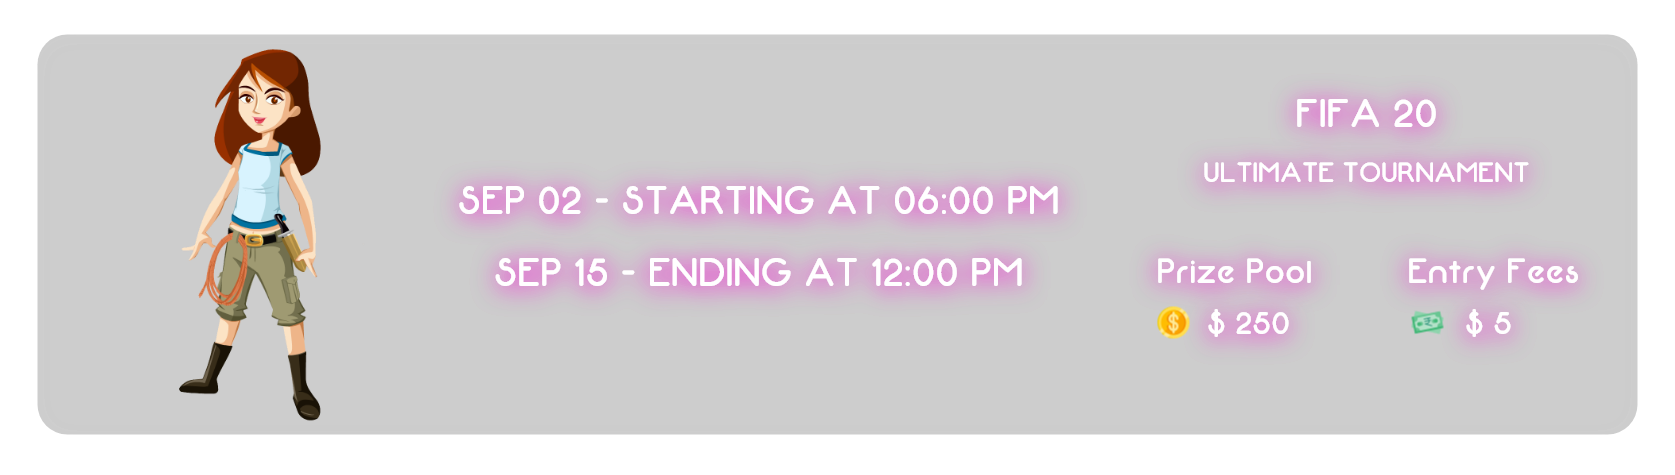 SEP 02 - STARTING AT 06:00 PM
SEP 15 - ENDING AT 12:00 PM
FIFA 20
ULTIMATE TOURNAMENT
Prize Pool
$ 250
Entry Fees
$ 5